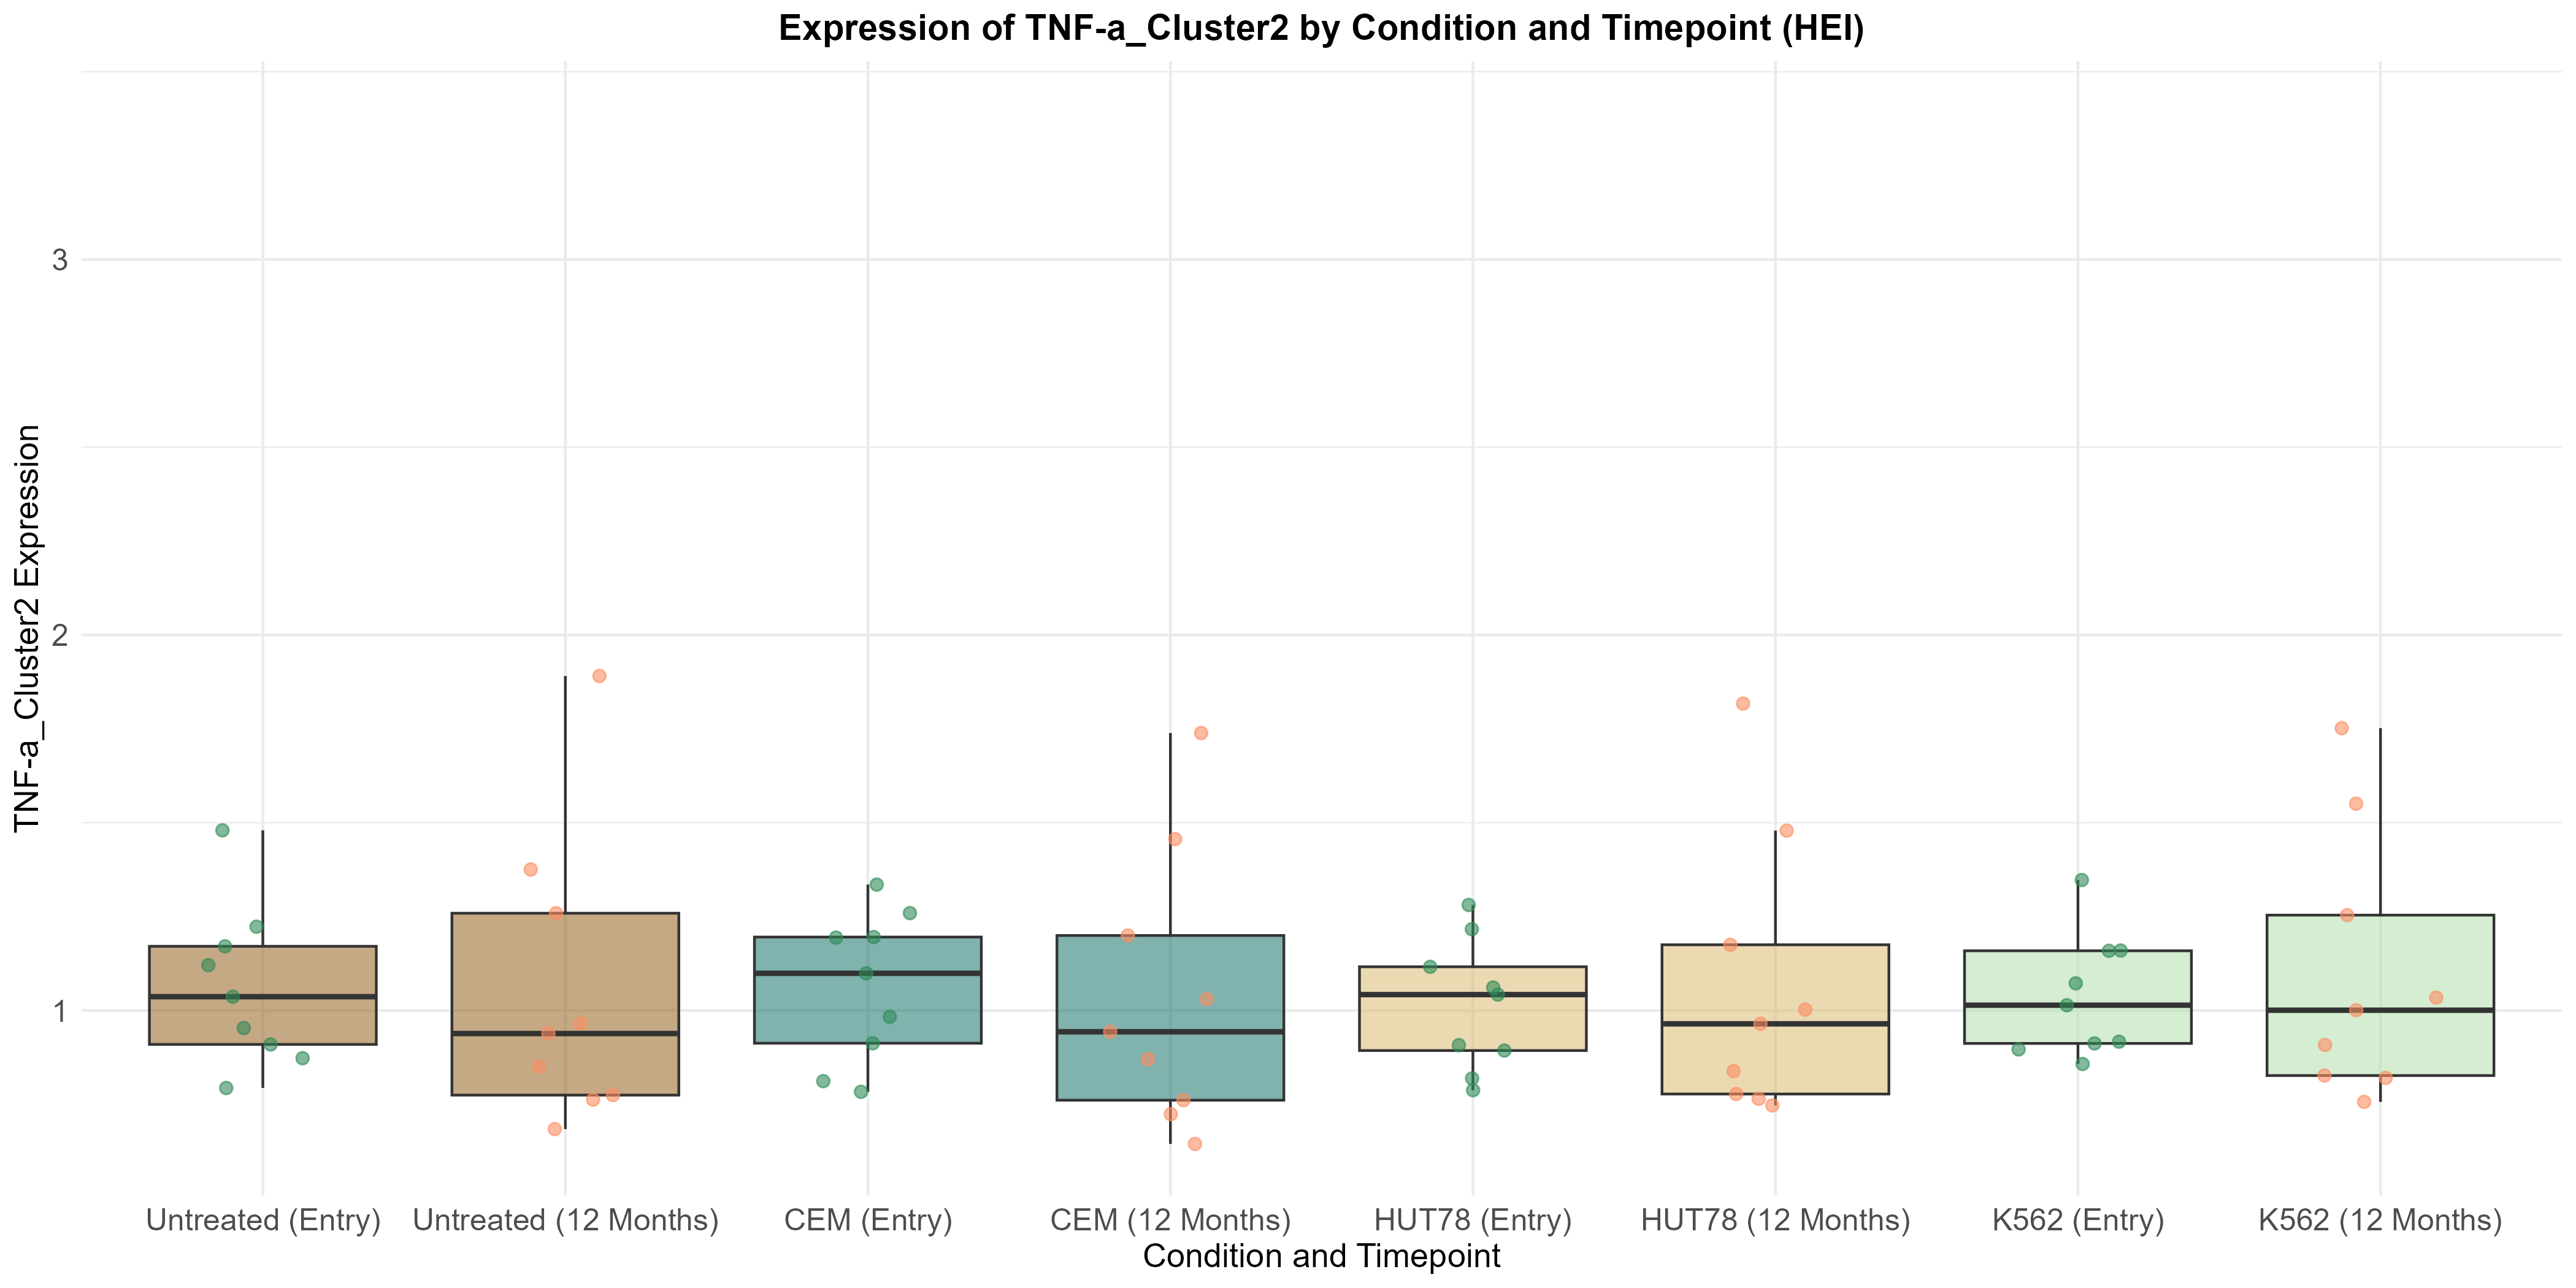 Expression of TNF-a_Cluster2 by Condition and Timepoint (HEI)
TNF-a_Cluster2 Expression
3
2
1
Untreated (Entry)
Untreated (12 Months)
CEM (Entry)
CEM (12 Months)
HUT78 (Entry)
HUT78 (12 Months)
K562 (Entry)
K562 (12 Months)
Condition and Timepoint